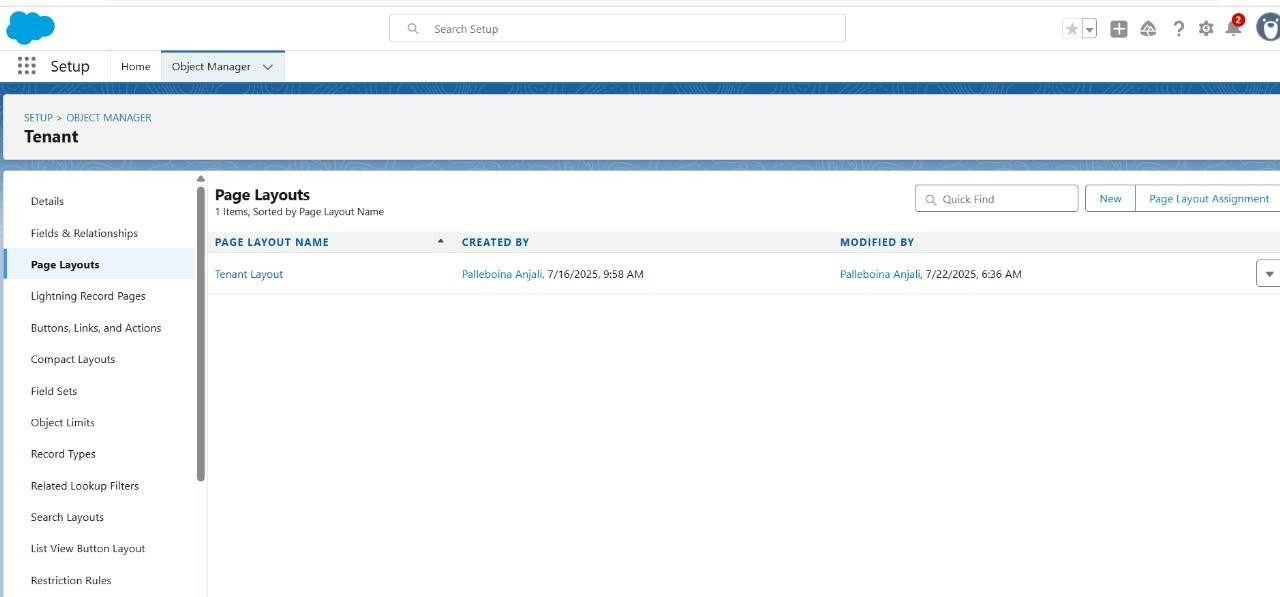 Search Setup
2
Setup Home Object Manager
SETUP > OBJECT MANAGER
Tenant
Details
Fields & Relationships
Page Layouts
Lightning Record Pages
Buttons, Links, and Actions
Compact Layouts
Field Sets
Object Limits
Record Types
Related Lookup Filters
Search Layouts
List View Button Layout
Restriction Rules
Page Layouts
1 Items, Sorted by Page Layout Name
Quick Find New Page Layout Assignment
PAGE LAYOUT NAME CREATED BY MODIFIED BY
Tenant Layout Palleboina Anjali, 7/16/2025, 9:58 AM Palleboina Anjali, 7/22/2025, 6:36 AM